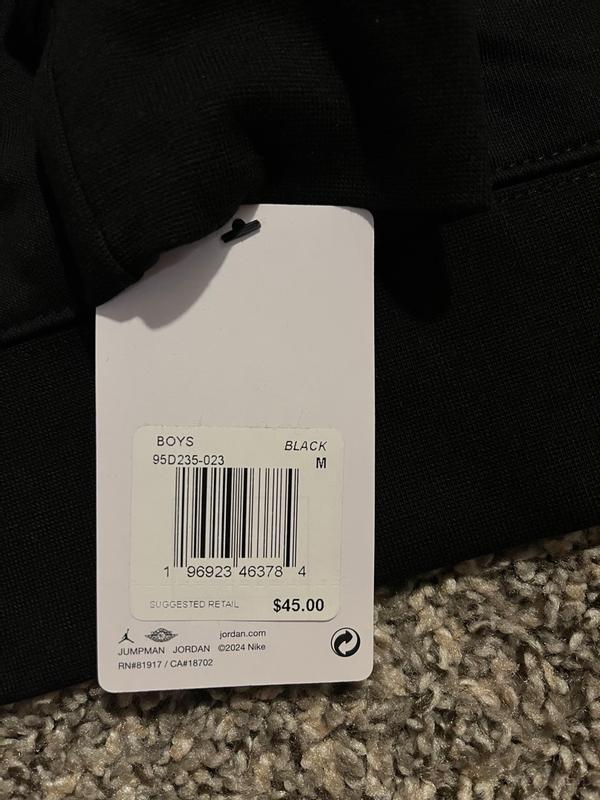 BOYS
BLACK
95D235-023
M
1 96923 46378 4
SUGGESTED RETAIL $45.00
jordan.com
JUMPMAN JORDAN ©2024 Nike
RN#81917 / CA#18702